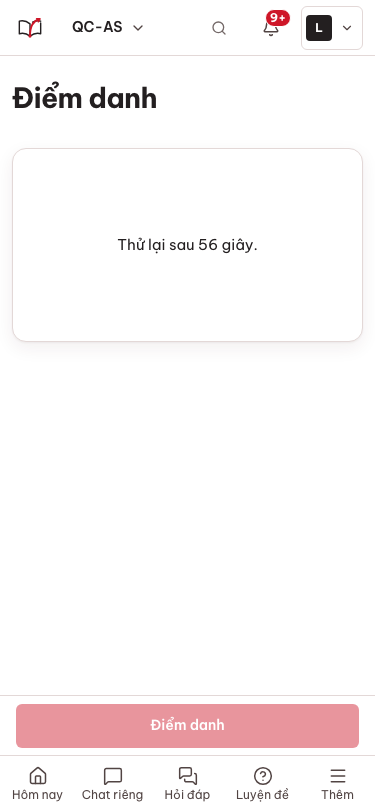 QC-AS
9+
L
Điểm danh
Thử lại sau 56 giây.
Điểm danh
Hôm nay
Chat riêng
Hỏi đáp
Luyện đề
Thêm